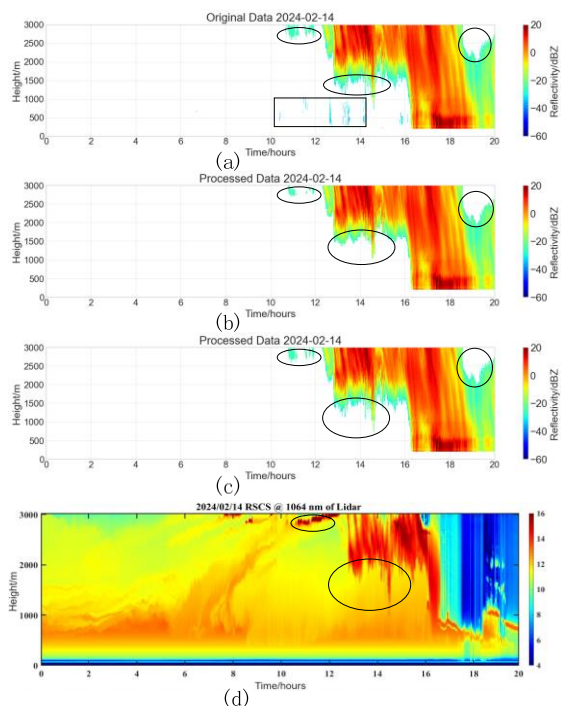 Original Data 2024-02-14
3000
2500
2000
1500
1000
500
0
Height/m
0 2 4 6 8 10 12 14 16 18 20
Time/hours
20
0
−20
−40
−60
Reflectivity/dBZ
(a)
Processed Data 2024-02-14
3000
2500
2000
1500
1000
500
0
Height/m
0 2 4 6 8 10 12 14 16 18 20
Time/hours
20
0
−20
−40
−60
Reflectivity/dBZ
(b)
Processed Data 2024-02-14
3000
2500
2000
1500
1000
500
0
Height/m
0 2 4 6 8 10 12 14 16 18 20
Time/hours
20
0
−20
−40
−60
Reflectivity/dBZ
(c)
2024/02/14 RSCS @ 1064 nm of Lidar
3000
2000
1000
0
Height/m
0 2 4 6 8 10 12 14 16 18 20
Time/hours
16
14
12
10
8
6
4
(d)